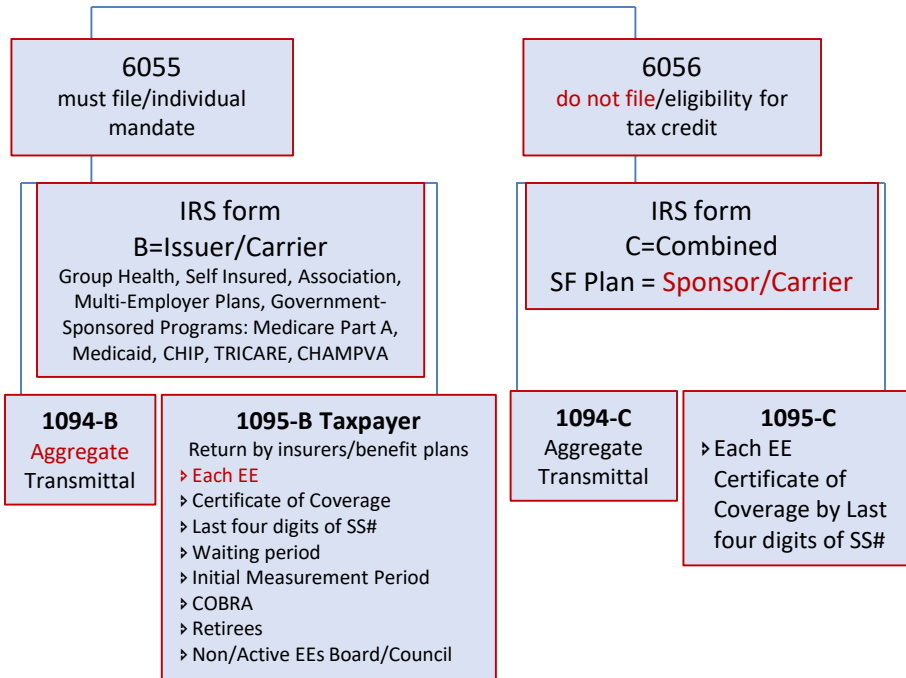 6055
must file/individual
mandate
6056
do not file/eligibility for
tax credit
IRS form
B=Issuer/Carrier
Group Health, Self Insured, Association,
Multi-Employer Plans, Government-
Sponsored Programs: Medicare Part A,
Medicaid, CHIP, TRICARE, CHAMPVA
IRS form
C=Combined
SF Plan = Sponsor/Carrier
1094-B
Aggregate
Transmittal
1095-B Taxpayer
Return by insurers/benefit plans
Each EE
Certificate of Coverage
Last four digits of SS#
Waiting period
Initial Measurement Period
COBRA
Retirees
Non/Active EEs Board/Council
1094-C
Aggregate
Transmittal
1095-C
Each EE
Certificate of
Coverage by Last
four digits of SS#